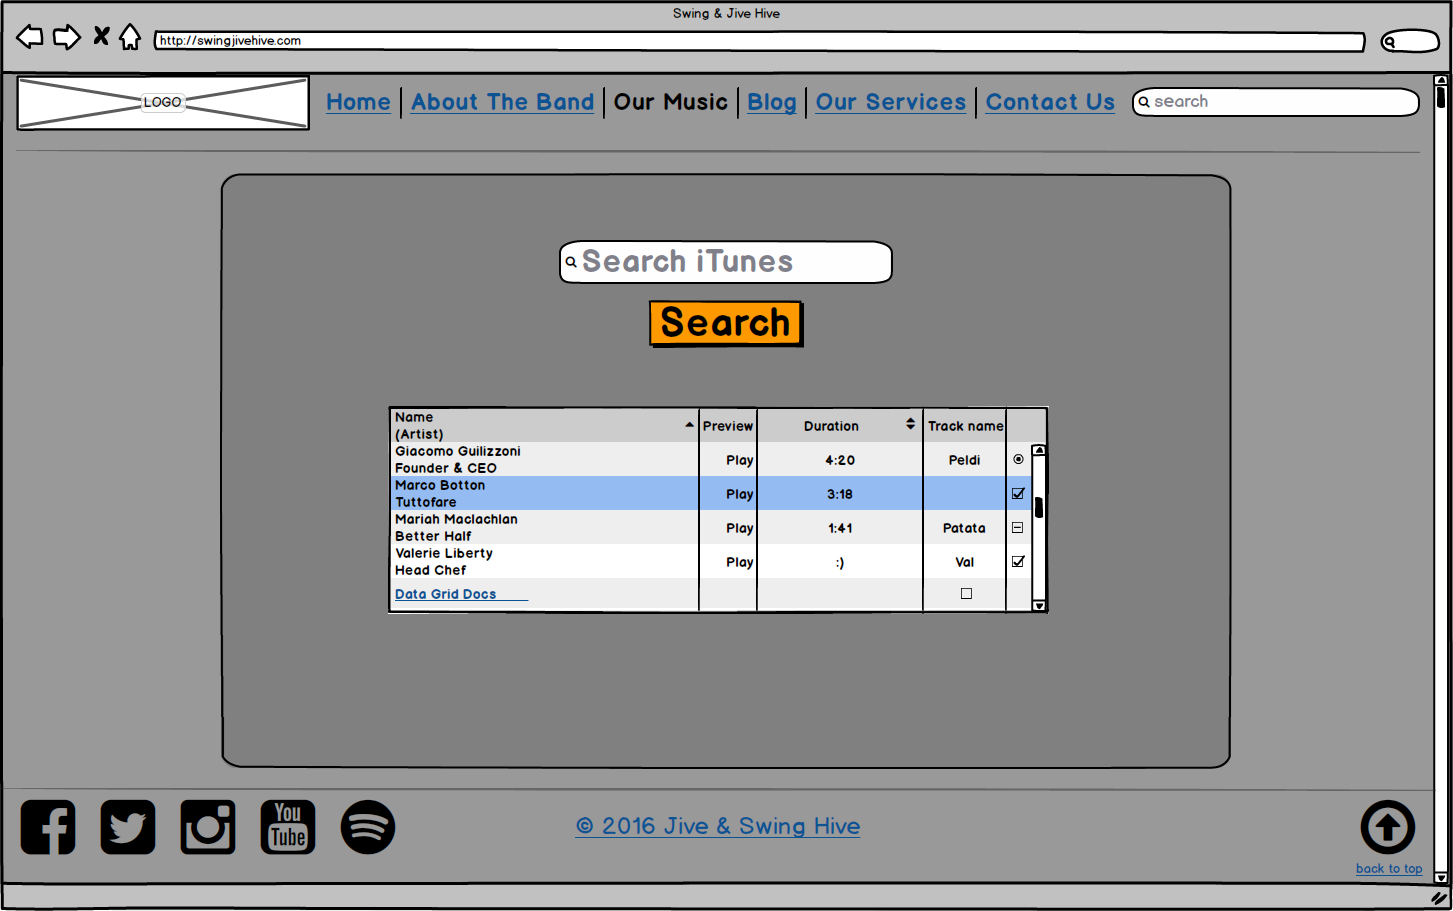 Swing & Jive Hive
http://swingjivehive.com
LOGO
Home
About The Band
Our Music
Blog
Our Services
Contact Us
search
Search iTunes
Search
Name
(Artist)
Preview
Duration
Track name
Giacomo Guilizzoni
Founder & CEO
Play
4:20
Peldi
Marco Botton
Tuttofare
Play
3:18
Mariah Maclachlan
Better Half
Play
1:41
Patata
Valerie Liberty
Head Chef
Play
:)
Val
Data Grid Docs
You
Tube
© 2016 Jive & Swing Hive
back to top